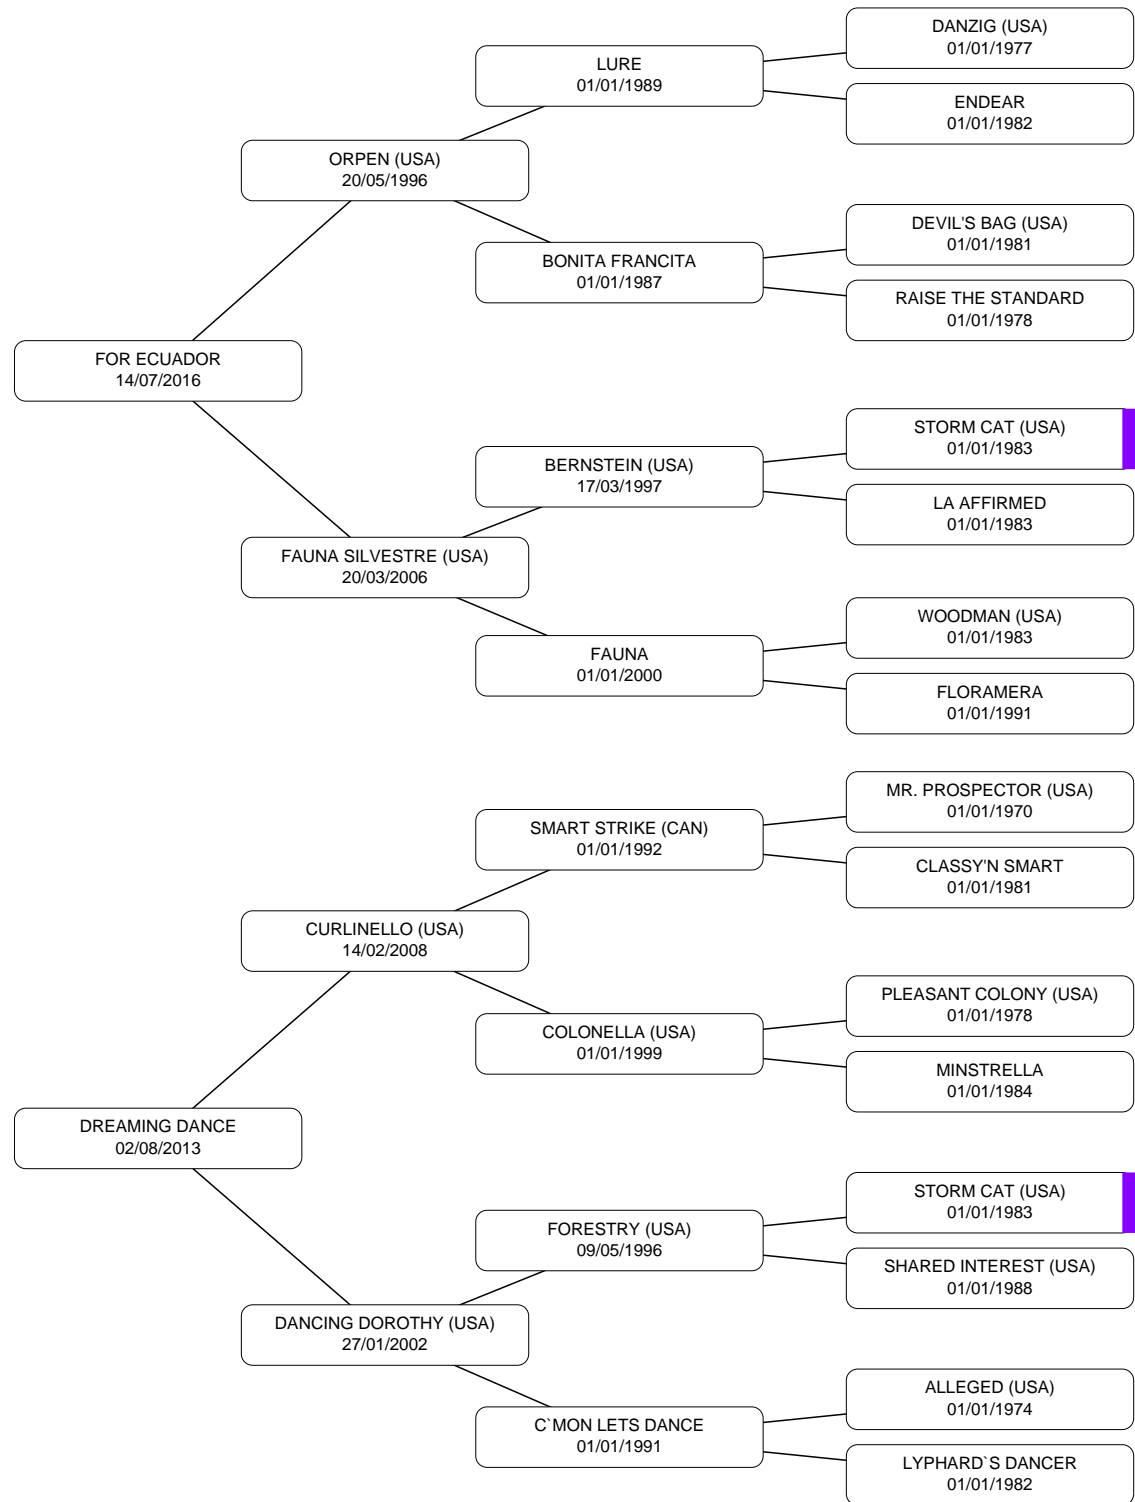 DANZIG (USA)
01/01/1977
LURE
01/01/1989
ENDEAR
01/01/1982
ORPEN (USA)
20/05/1996
DEVIL'S BAG (USA)
01/01/1981
BONITA FRANCITA
01/01/1987
RAISE THE STANDARD
01/01/1978
FOR ECUADOR
14/07/2016
STORM CAT (USA)
01/01/1983
BERNSTEIN (USA)
17/03/1997
LA AFFIRMED
01/01/1983
FAUNA SILVESTRE (USA)
20/03/2006
WOODMAN (USA)
01/01/1983
FAUNA
01/01/2000
FLORAMERA
01/01/1991
MR. PROSPECTOR (USA)
01/01/1970
SMART STRIKE (CAN)
01/01/1992
CLASSY'N SMART
01/01/1981
CURLINELLO (USA)
14/02/2008
PLEASANT COLONY (USA)
01/01/1978
COLONELLA (USA)
01/01/1999
MINSTRELLA
01/01/1984
DREAMING DANCE
02/08/2013
STORM CAT (USA)
01/01/1983
FORESTRY (USA)
09/05/1996
SHARED INTEREST (USA)
01/01/1988
DANCING DOROTHY (USA)
27/01/2002
ALLEGED (USA)
01/01/1974
C`MON LETS DANCE
01/01/1991
LYPHARD`S DANCER
01/01/1982